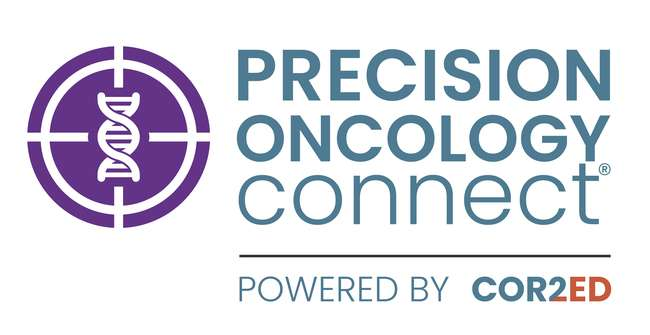 PRECISION
ONCOLOGY
connect®
POWERED BY COR2ED